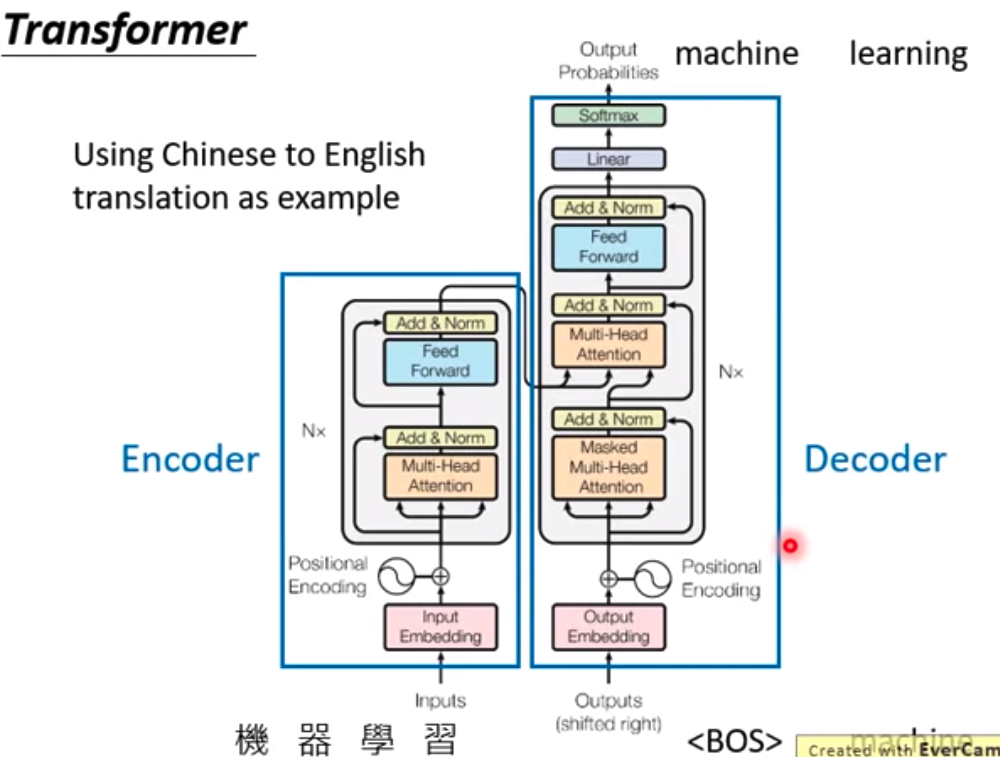 Transformer
Output
Probabilities
machine learning
Softmax
Linear
Using Chinese to English
translation as example
Add & Norm
Feed
Forward
Add & Norm
Multi-Head
Attention
Nx
Add & Norm
Masked
Multi-Head
Attention
Decoder
Add & Norm
Feed
Forward
Nx
Add & Norm
Multi-Head
Attention
Encoder
Positional
Encoding
Positional
Encoding
Input
Embedding
Output
Embedding
Inputs
Outputs
(shifted right)
機 器 學 習
<BOS> machine
Created with EverCam